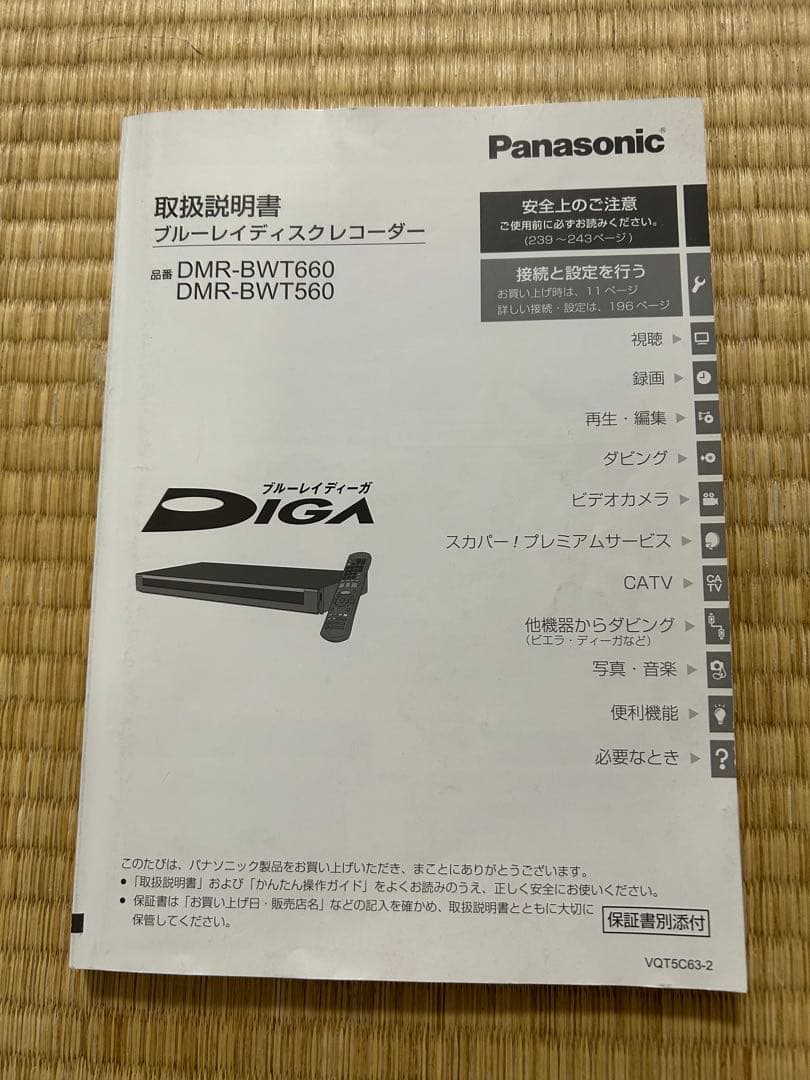 Panasonic®
取扱説明書
ブルーレイディスクレコーダー
品番 DMR-BWT660
DMR-BWT560
安全上のご注意
ご使用前に必ずお読みください。
(239～243ページ)
接続と設定を行う
お買い上げ時は、11ページ
詳しい接続・設定は、196ページ
視聴 ▶
録画 ▶
再生・編集 ▶
ダビング ▶
ビデオカメラ ▶
スカパー！プレミアムサービス ▶
CATV ▶ CA
TV
他機器からダビング ▶
(ビエラ・ディーガなど)
写真・音楽 ▶
便利機能 ▶
必要なとき ▶ ?
ブルーレイディーガ
DIGA
このたびは、パナソニック製品をお買い上げいただき、まことにありがとうございます。
● 「取扱説明書」および「かんたん操作ガイド」をよくお読みのうえ、正しく安全にお使いください。
● 保証書は「お買い上げ日・販売店名」などの記入を確かめ、取扱説明書とともに大切に
保管してください。
保証書別添付
VQT5C63-2